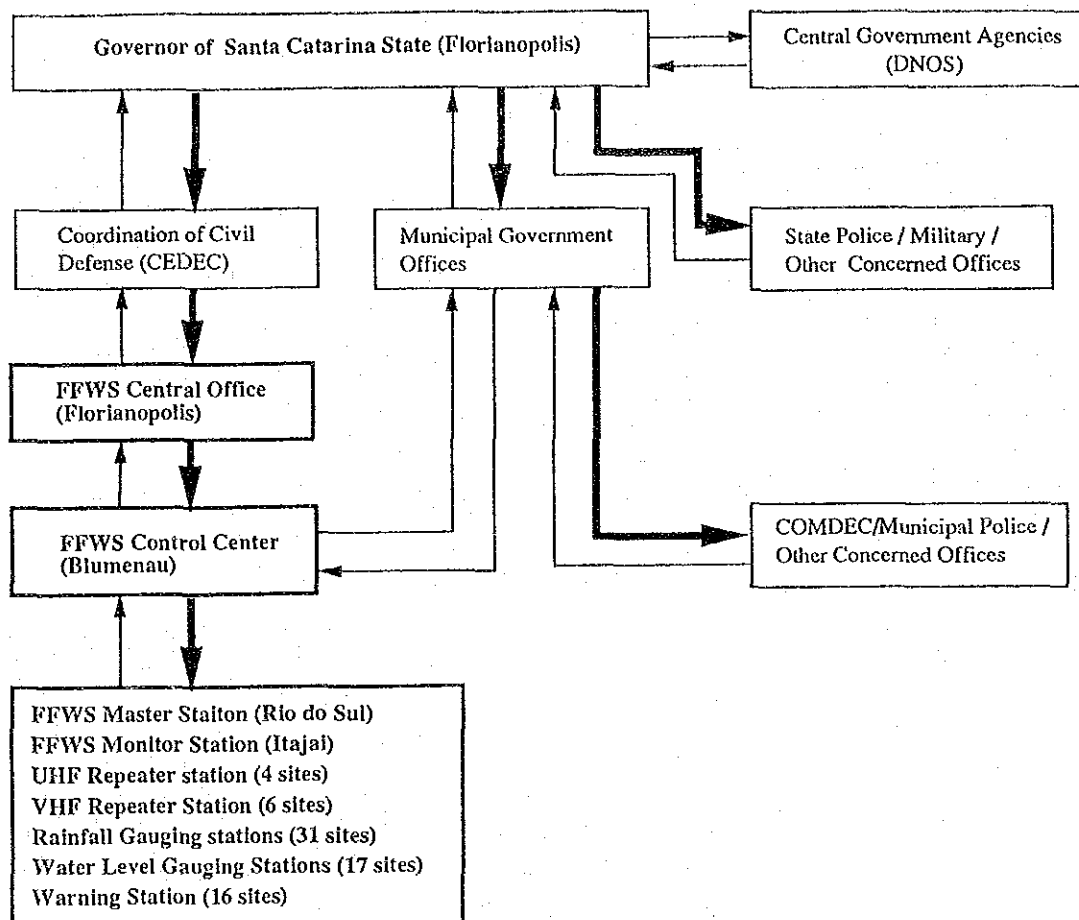 Governor of Santa Catarina State (Florianopolis)
Central Government Agencies
(DNOS)
Coordination of Civil
Defense (CEDEC)
Municipal Government
Offices
State Police / Military /
Other Concerned Offices
FFWS Central Office
(Florianopolis)
FFWS Control Center
(Blumenau)
COMDEC/Municipal Police /
Other Concerned Offices
FFWS Master Staiton (Rio do Sul)
FFWS Monitor Station (Itajai)
UHF Repeater station (4 sites)
VHF Repeater Station (6 sites)
Rainfall Gauging stations (31 sites)
Water Level Gauging Stations (17 sites)
Warning Station (16 sites)